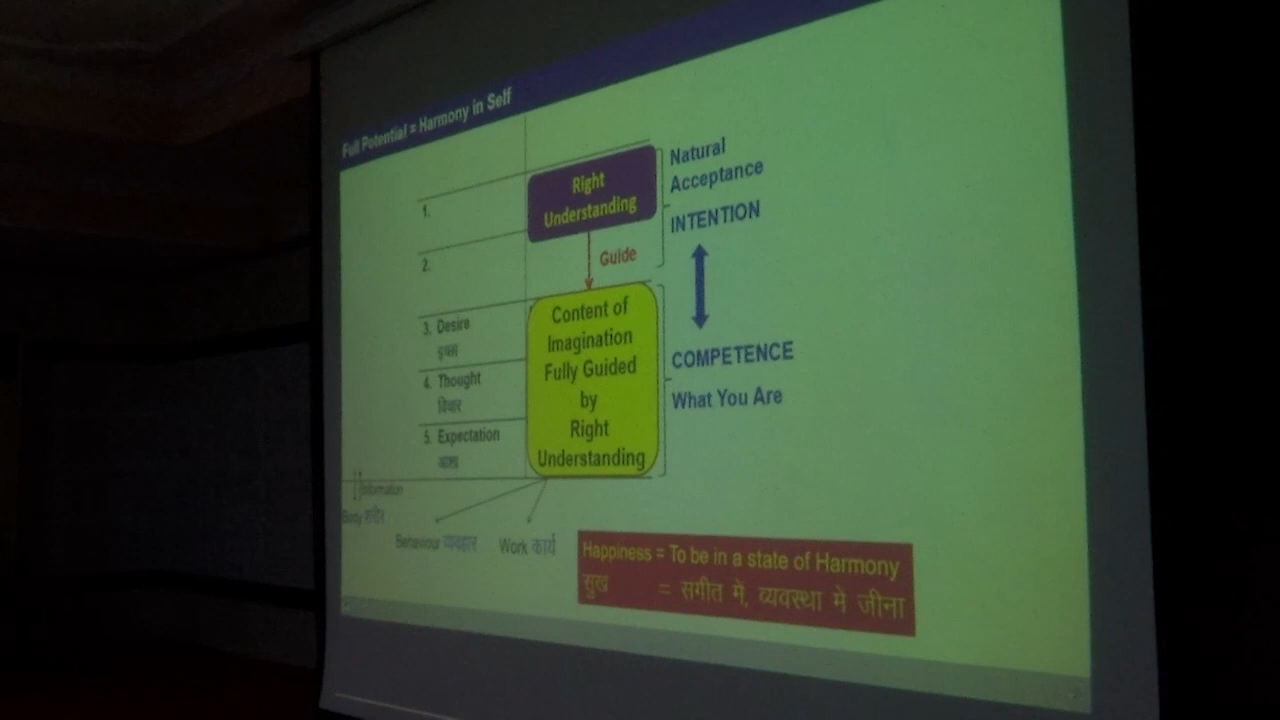 Full Potential = Harmony in Self
Right
Understanding
Natural
Acceptance
INTENTION
1.
2.
Guide
3. Desire
इच्छा
4. Thought
विचार
5. Expectation
आशा
Content of
Imagination
Fully Guided
by
Right
Understanding
COMPETENCE
What You Are
Information
Body शरीर
Behaviour व्यवहार
Work कार्य
Happiness = To be in a state of Harmony
सुख = संगीत में, व्यवस्था में जीना